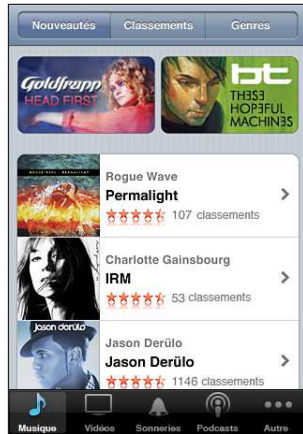 Nouveautés Classements Genres
Goldfrapp
HEAD FIRST
bt
TH3S3
HOPEFUL
MACHIN3S
Rogue Wave
Permalight
107 classements
Charlotte Gainsbourg
IRM
53 classements
Jason Derülo
Jason Derülo
Jason Derülo
1146 classements
Musique Vidéos Sonneries Podcasts Autre